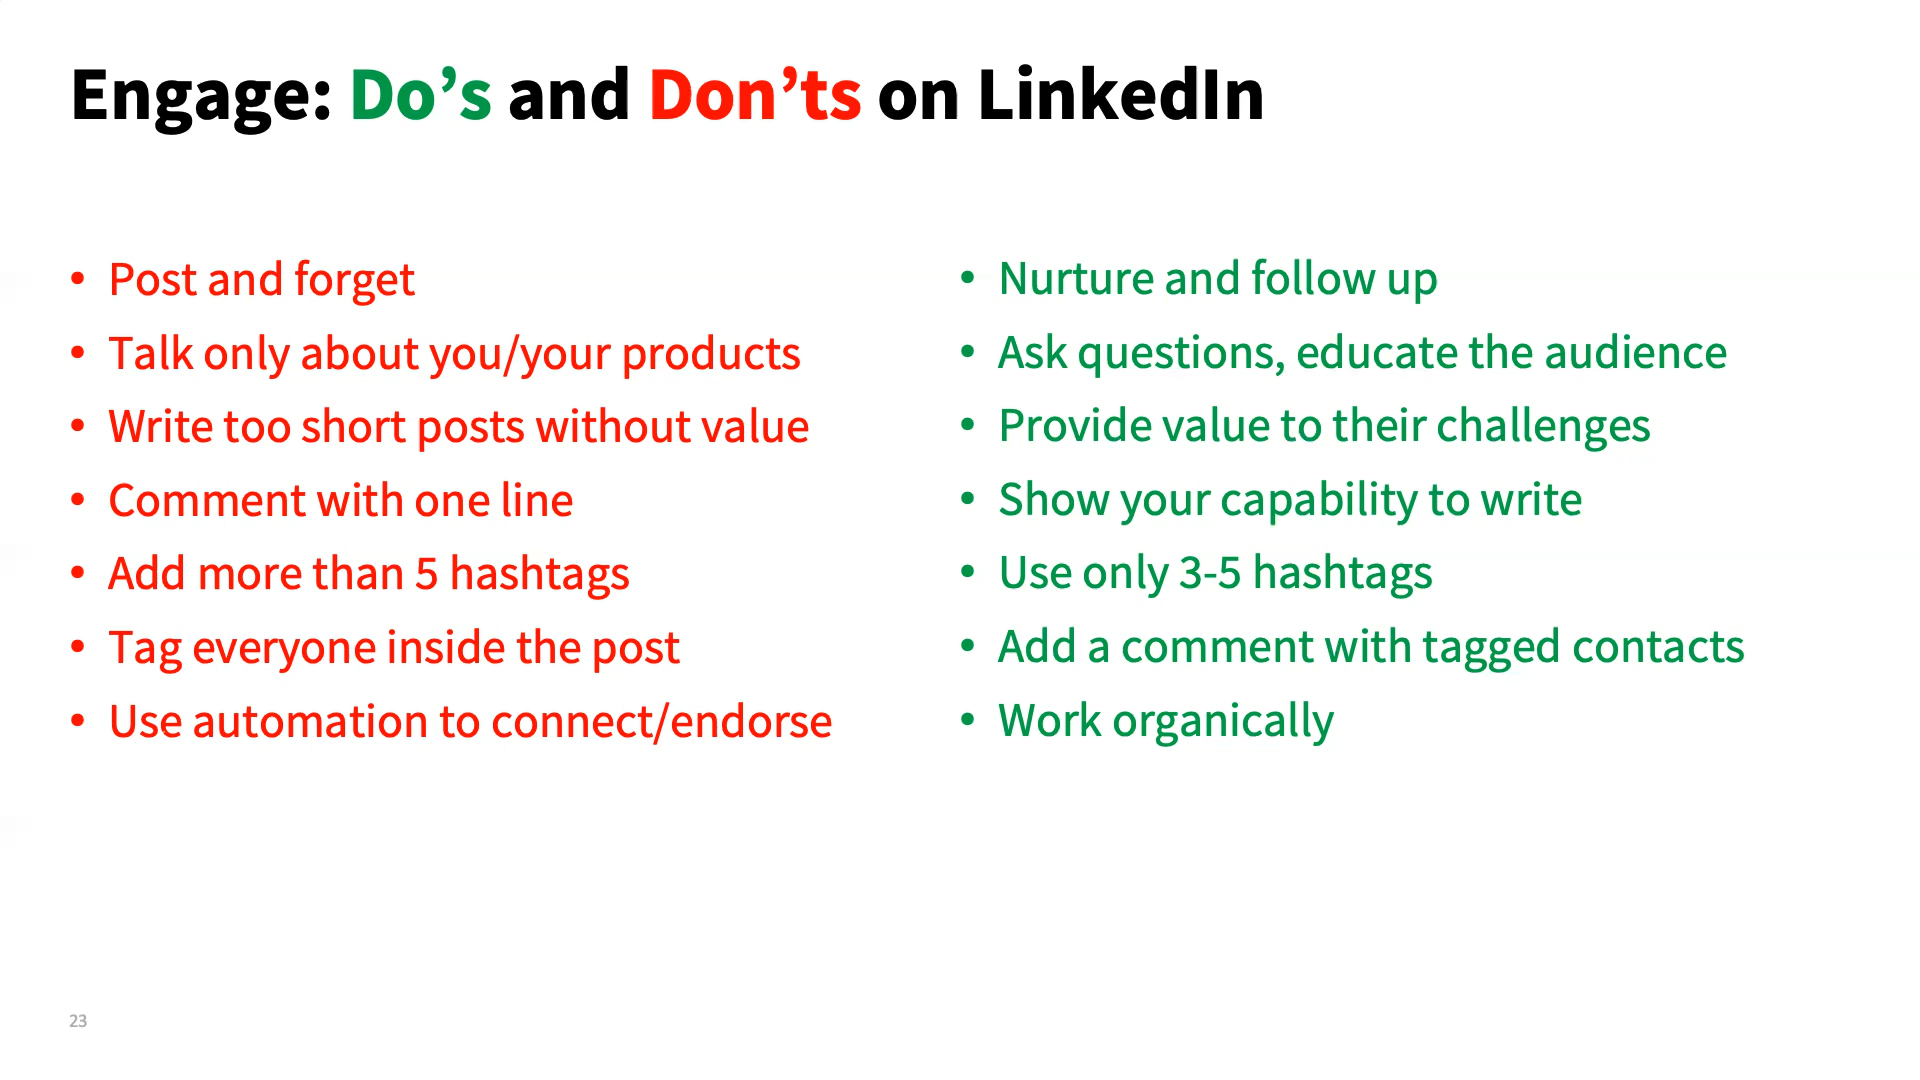 Engage: Do’s and Don’ts on LinkedIn
• Post and forget
• Talk only about you/your products
• Write too short posts without value
• Comment with one line
• Add more than 5 hashtags
• Tag everyone inside the post
• Use automation to connect/endorse
• Nurture and follow up
• Ask questions, educate the audience
• Provide value to their challenges
• Show your capability to write
• Use only 3-5 hashtags
• Add a comment with tagged contacts
• Work organically
23